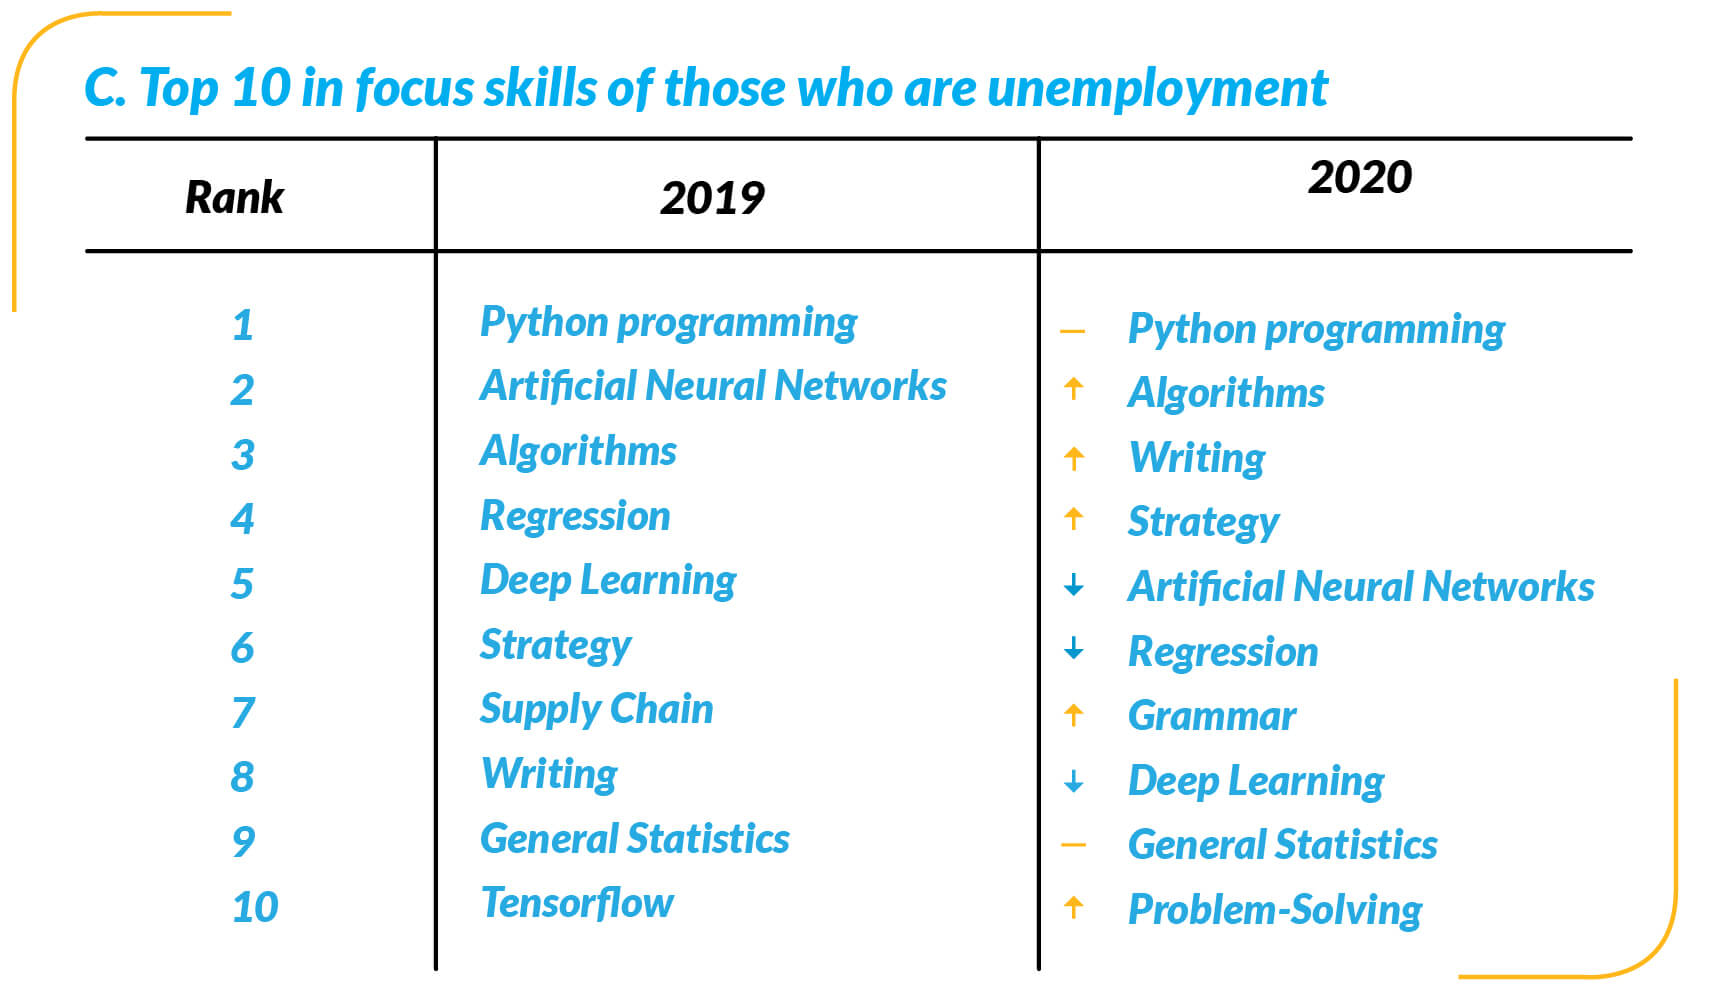 C. Top 10 in focus skills of those who are unemployment
Rank 2019 2020
1 Python programming — Python programming
2 Artificial Neural Networks ↑ Algorithms
3 Algorithms ↑ Writing
4 Regression ↑ Strategy
5 Deep Learning ↓ Artificial Neural Networks
6 Strategy ↓ Regression
7 Supply Chain ↑ Grammar
8 Writing ↓ Deep Learning
9 General Statistics — General Statistics
10 Tensorflow ↑ Problem-Solving